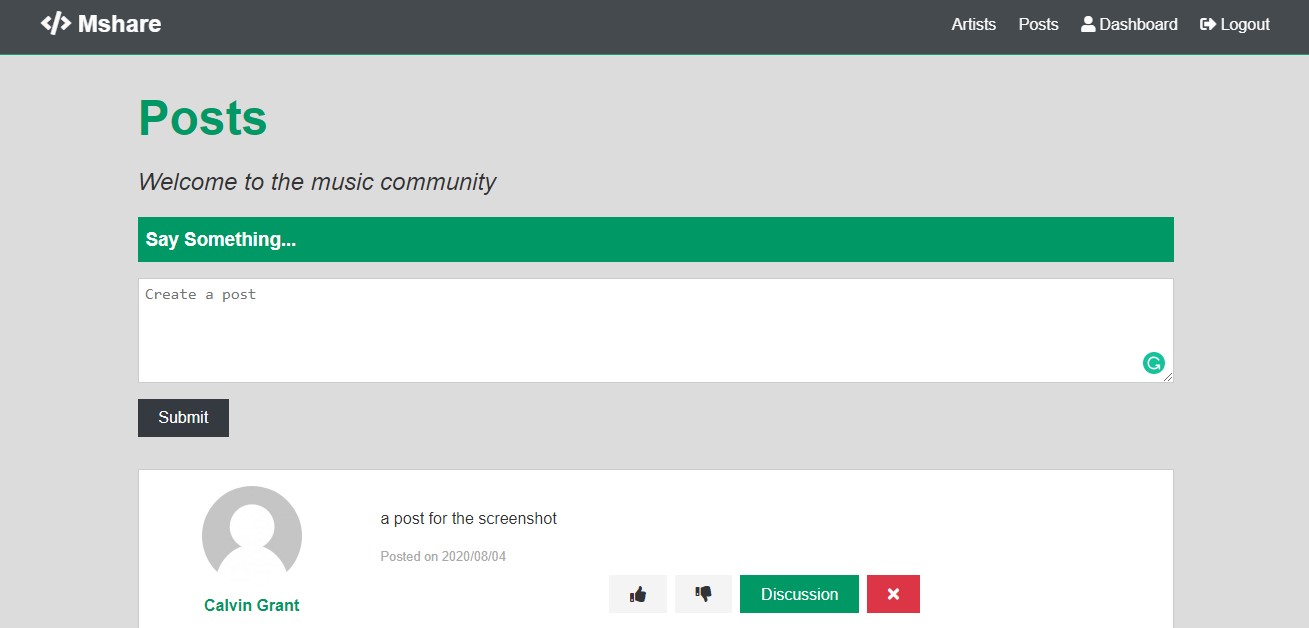 Mshare
Artists Posts Dashboard Logout
Posts
Welcome to the music community
Say Something...
Create a post
Submit
a post for the screenshot
Posted on 2020/08/04
Calvin Grant
Discussion